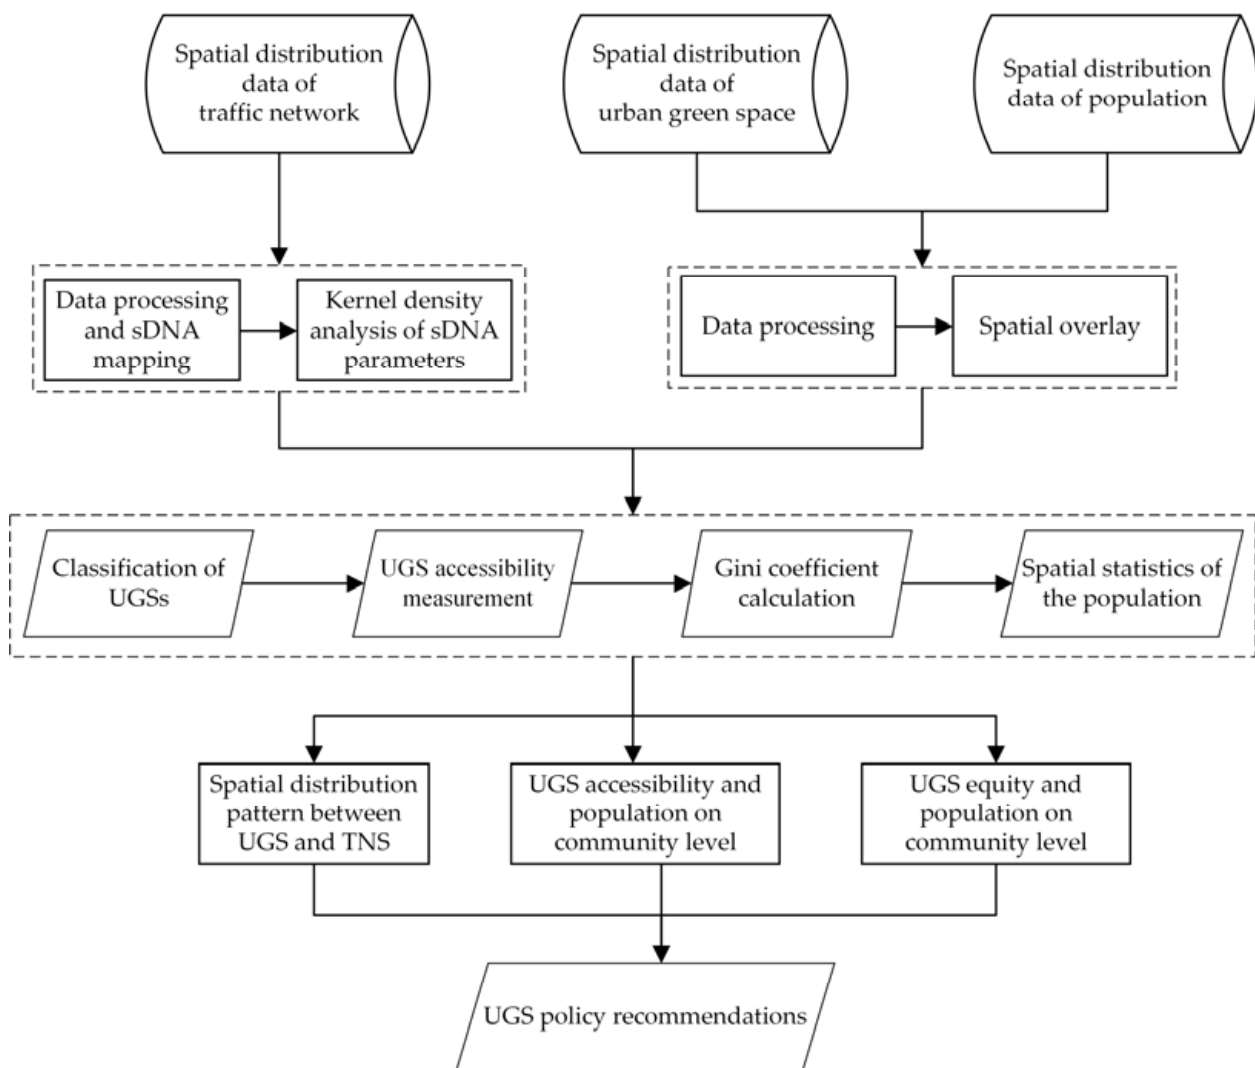 Spatial distribution
data of
traffic network
Spatial distribution
data of
urban green space
Spatial distribution
data of population
Data processing
and sDNA
mapping
Kernel density
analysis of sDNA
parameters
Data processing
Spatial overlay
Classification of
UGSs
UGS accessibility
measurement
Gini coefficient
calculation
Spatial statistics of
the population
Spatial distribution
pattern between
UGS and TNS
UGS accessibility and
population on
community level
UGS equity and
population on
community level
UGS policy recommendations